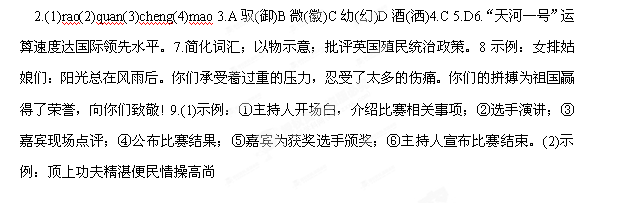 2.(1)rao(2)quan(3)cheng(4)mao 3.A 驭(御)B 微(徽)C 幼(幻)D 酒(洒)4.C 5.D6.“天河一号”运
算速度达国际领先水平。7.简化词汇；以物示意；批评英国殖民统治政策。8 示例：女排姑
娘们：阳光总在风雨后。你们承受着过重的压力，忍受了太多的伤痛。你们的拼搏为祖国赢
得了荣誉，向你们致敬！9.(1)示例：①主持人开场白，介绍比赛相关事项；②选手演讲；③
嘉宾现场点评；④公布比赛结果；⑤嘉宾为获奖选手颁奖；⑥主持人宣布比赛结束。(2)示
例：顶上功夫精湛便民情操高尚